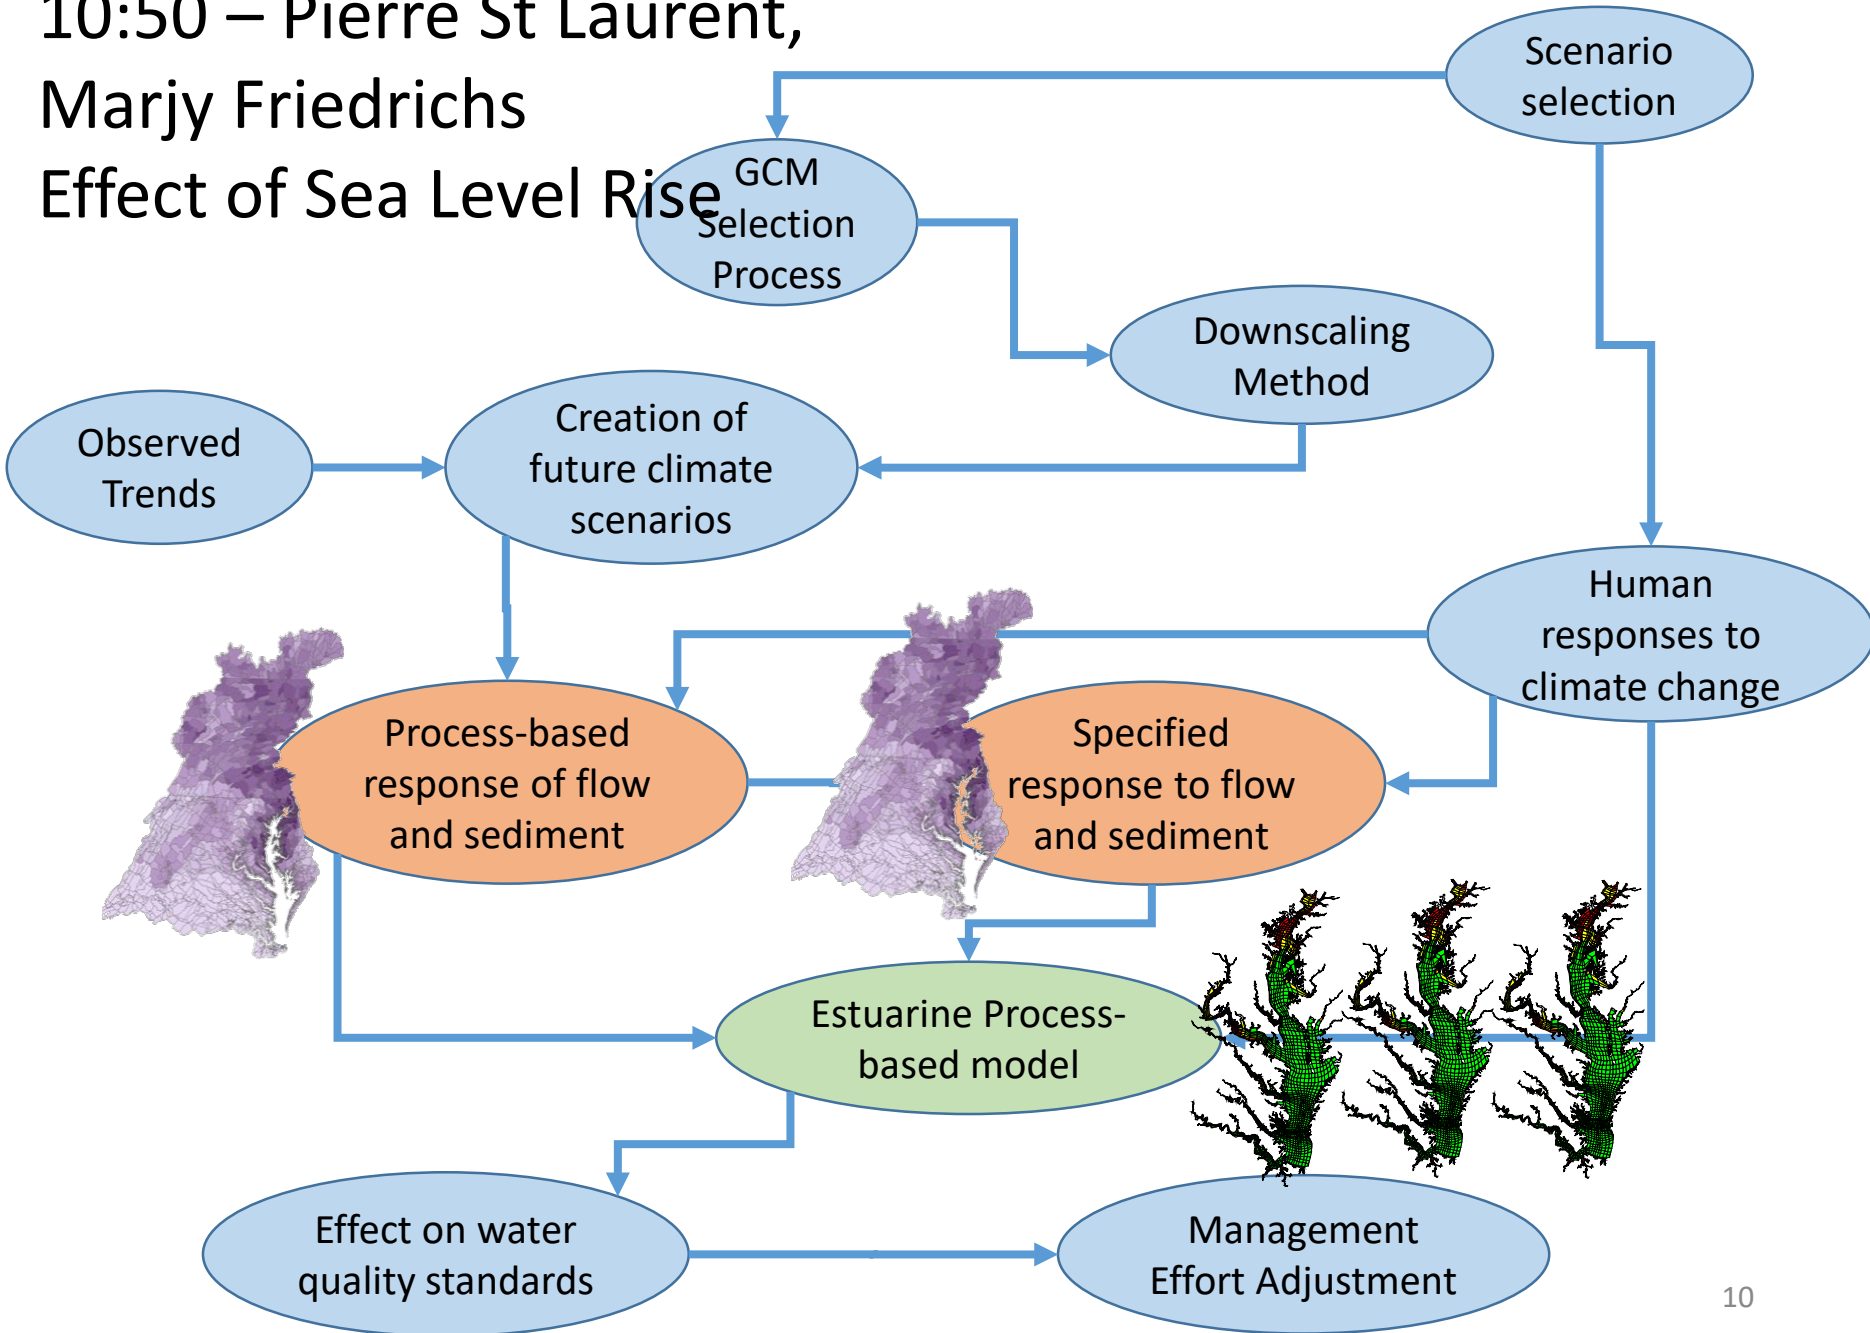 10:50 – Pierre St Laurent,
Marjy Friedrichs
Effect of Sea Level Rise
Scenario
selection
GCM
Selection
Process
Downscaling
Method
Observed
Trends
Creation of
future climate
scenarios
Human
responses to
climate change
Process-based
response of flow
and sediment
Specified
response to flow
and sediment
Estuarine Process-
based model
Effect on water
quality standards
Management
Effort Adjustment
10